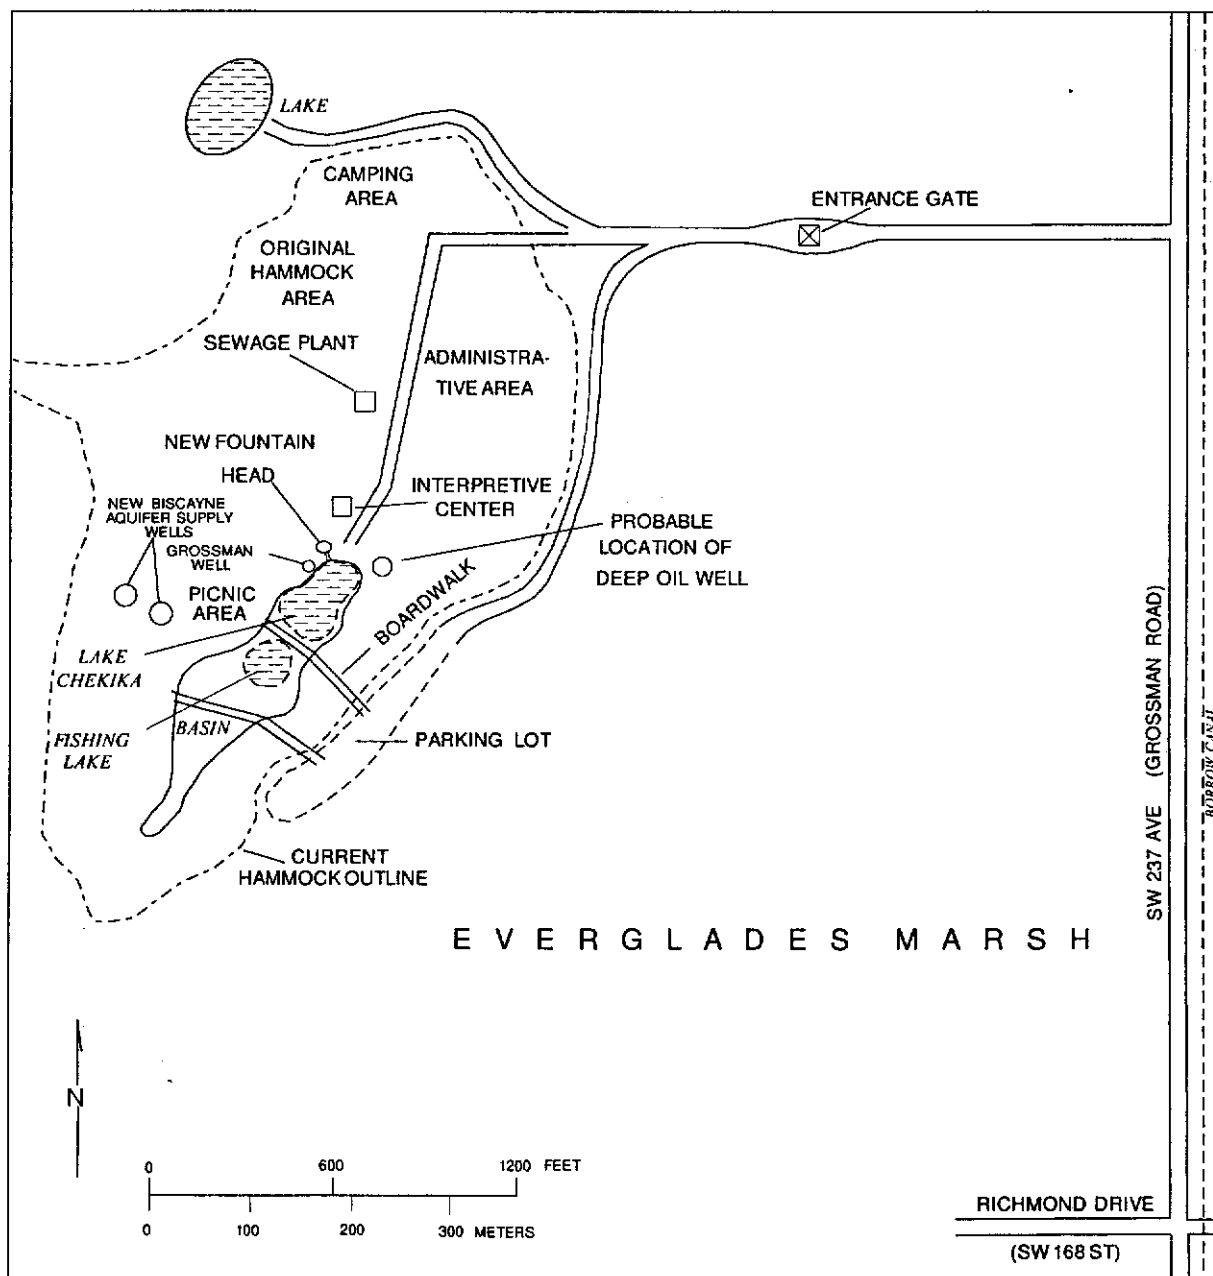 LAKE
CAMPING
AREA
ENTRANCE GATE
ORIGINAL
HAMMOCK
AREA
SEWAGE PLANT
ADMINISTRA-
TIVE AREA
NEW FOUNTAIN
HEAD
INTERPRETIVE
CENTER
NEW BISCAYNE
AQUIFER SUPPLY
WELLS
GROSSMAN
WELL
PROBABLE
LOCATION OF
DEEP OIL WELL
PICNIC
AREA
BOARDWALK
LAKE
CHEKIKA
BASIN
FISHING
LAKE
PARKING LOT
CURRENT
HAMMOCK OUTLINE
SW 237 AVE (GROSSMAN ROAD)
BORROW CANAL
EVERGLADES MARSH
N
0 600 1200 FEET
0 100 200 300 METERS
RICHMOND DRIVE
(SW 168 ST)